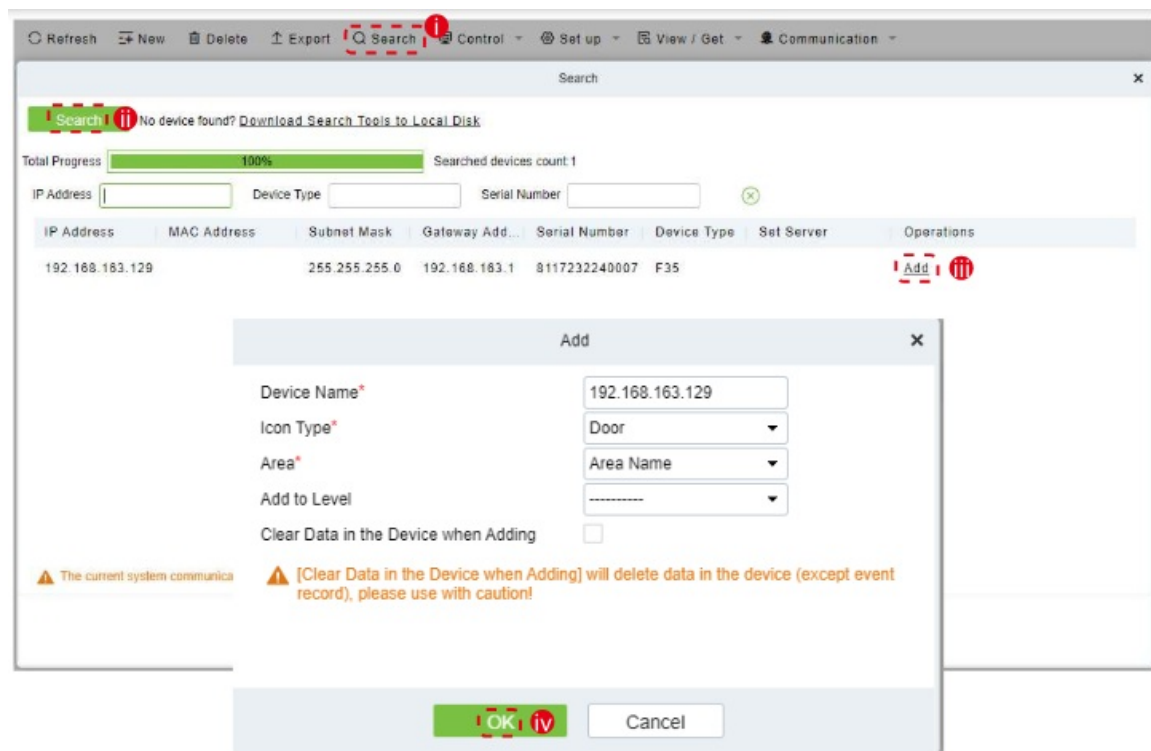 Refresh New Delete Export Search i Control Set up View / Get Communication
Search
Search ii No device found? Download Search Tools to Local Disk
Total Progress 100% Searched devices count:1
IP Address Device Type Serial Number
IP Address MAC Address Subnet Mask Gateway Add... Serial Number Device Type Set Server Operations
192.168.163.129 255.255.255.0 192.168.163.1 8117232240007 F35 Add iii
Add
Device Name* 192.168.163.129
Icon Type* Door
Area* Area Name
Add to Level ----------
Clear Data in the Device when Adding
The current system communica
[Clear Data in the Device when Adding] will delete data in the device (except event
record), please use with caution!
OK iv Cancel